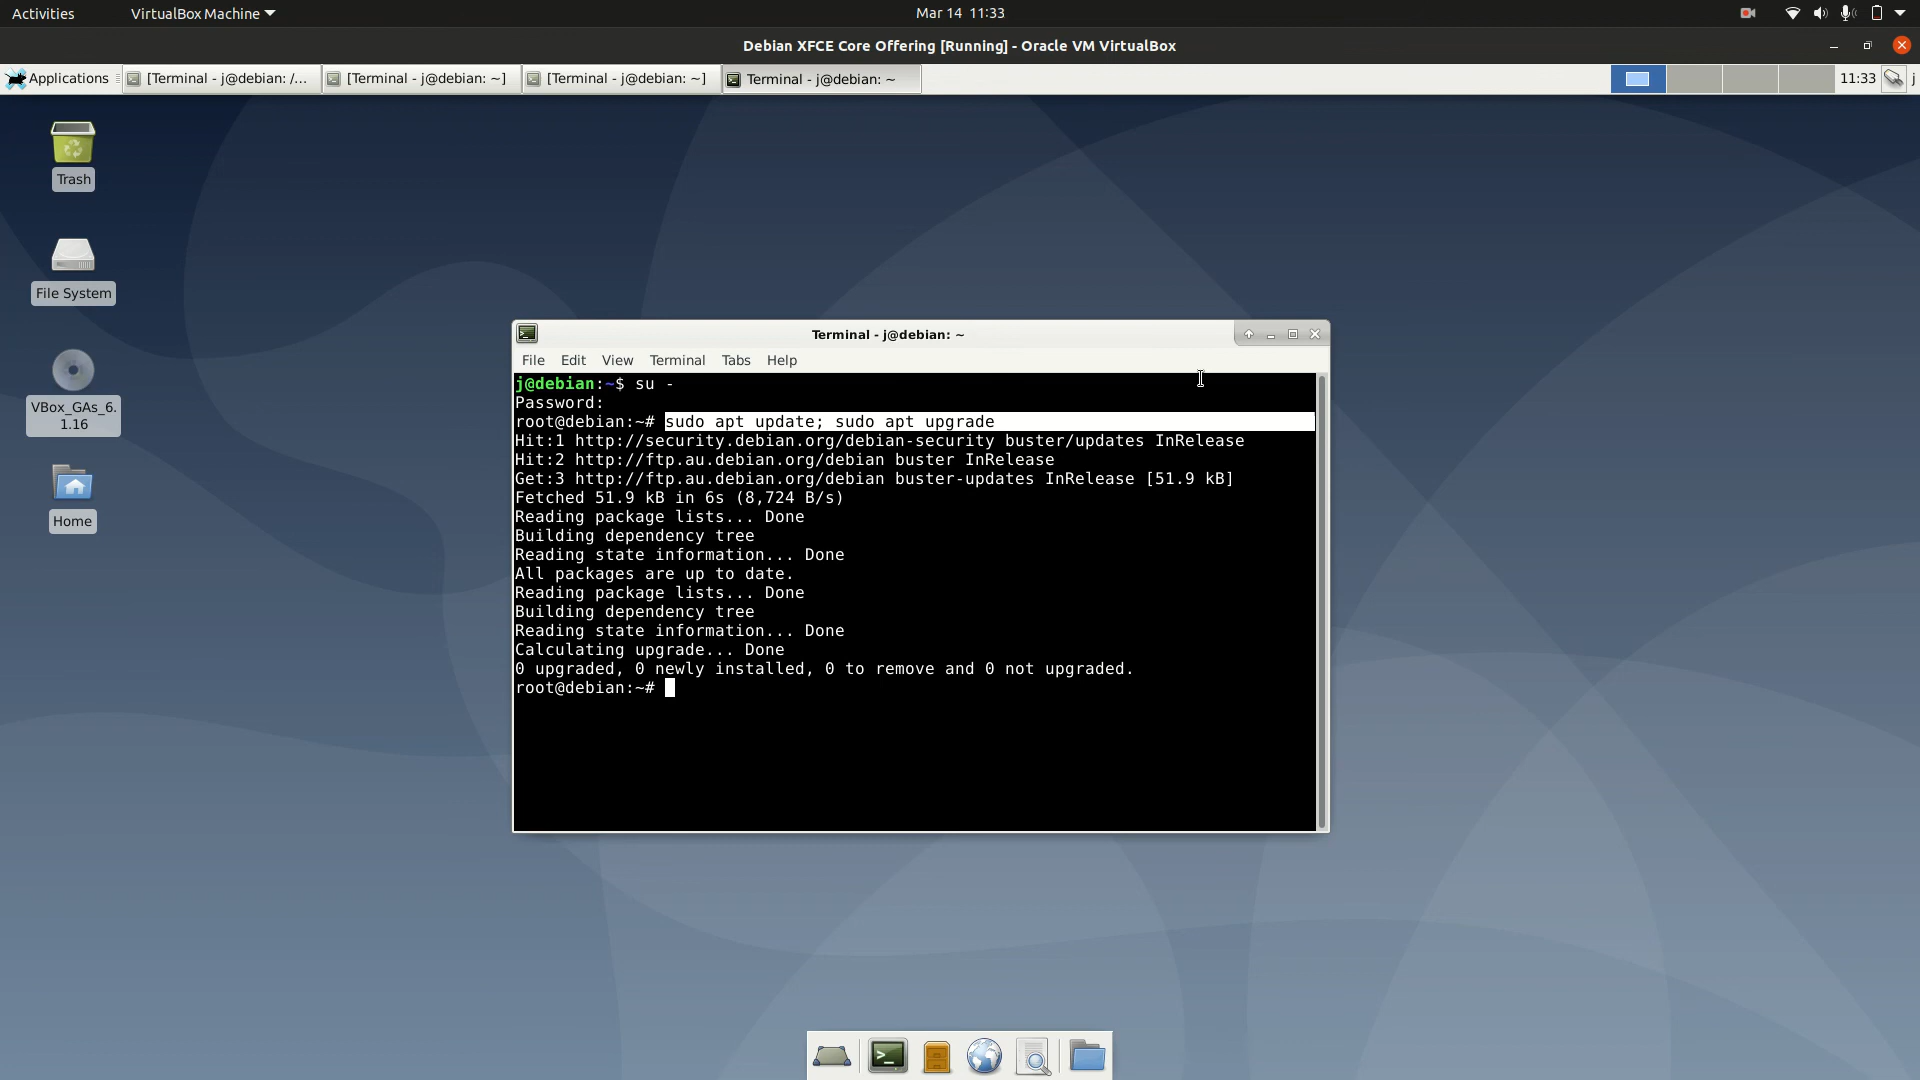 Activities
VirtualBox Machine
Mar 14 11:33
Debian XFCE Core Offering [Running] - Oracle VM VirtualBox
Applications
[Terminal - j@debian: /...
[Terminal - j@debian: ~]
[Terminal - j@debian: ~]
Terminal - j@debian: ~
11:33
j
Trash
File System
VBox_GAs_6.
1.16
Home
Terminal - j@debian: ~
File Edit View Terminal Tabs Help
j@debian:~$ su -
Password:
root@debian:~# sudo apt update; sudo apt upgrade
Hit:1 http://security.debian.org/debian-security buster/updates InRelease
Hit:2 http://ftp.au.debian.org/debian buster InRelease
Get:3 http://ftp.au.debian.org/debian buster-updates InRelease [51.9 kB]
Fetched 51.9 kB in 6s (8,724 B/s)
Reading package lists... Done
Building dependency tree
Reading state information... Done
All packages are up to date.
Reading package lists... Done
Building dependency tree
Reading state information... Done
Calculating upgrade... Done
0 upgraded, 0 newly installed, 0 to remove and 0 not upgraded.
root@debian:~#